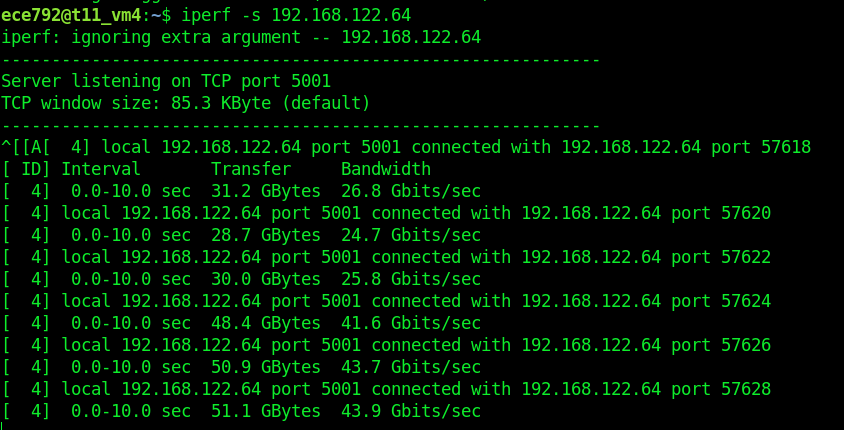 ece792@t11_vm4:~$ iperf -s 192.168.122.64
iperf: ignoring extra argument -- 192.168.122.64
------------------------------------------------------------
Server listening on TCP port 5001
TCP window size: 85.3 KByte (default)
------------------------------------------------------------
^[[A[  4] local 192.168.122.64 port 5001 connected with 192.168.122.64 port 57618
[ ID] Interval       Transfer     Bandwidth
[  4]  0.0-10.0 sec  31.2 GBytes  26.8 Gbits/sec
[  4] local 192.168.122.64 port 5001 connected with 192.168.122.64 port 57620
[  4]  0.0-10.0 sec  28.7 GBytes  24.7 Gbits/sec
[  4] local 192.168.122.64 port 5001 connected with 192.168.122.64 port 57622
[  4]  0.0-10.0 sec  30.0 GBytes  25.8 Gbits/sec
[  4] local 192.168.122.64 port 5001 connected with 192.168.122.64 port 57624
[  4]  0.0-10.0 sec  48.4 GBytes  41.6 Gbits/sec
[  4] local 192.168.122.64 port 5001 connected with 192.168.122.64 port 57626
[  4]  0.0-10.0 sec  50.9 GBytes  43.7 Gbits/sec
[  4] local 192.168.122.64 port 5001 connected with 192.168.122.64 port 57628
[  4]  0.0-10.0 sec  51.1 GBytes  43.9 Gbits/sec